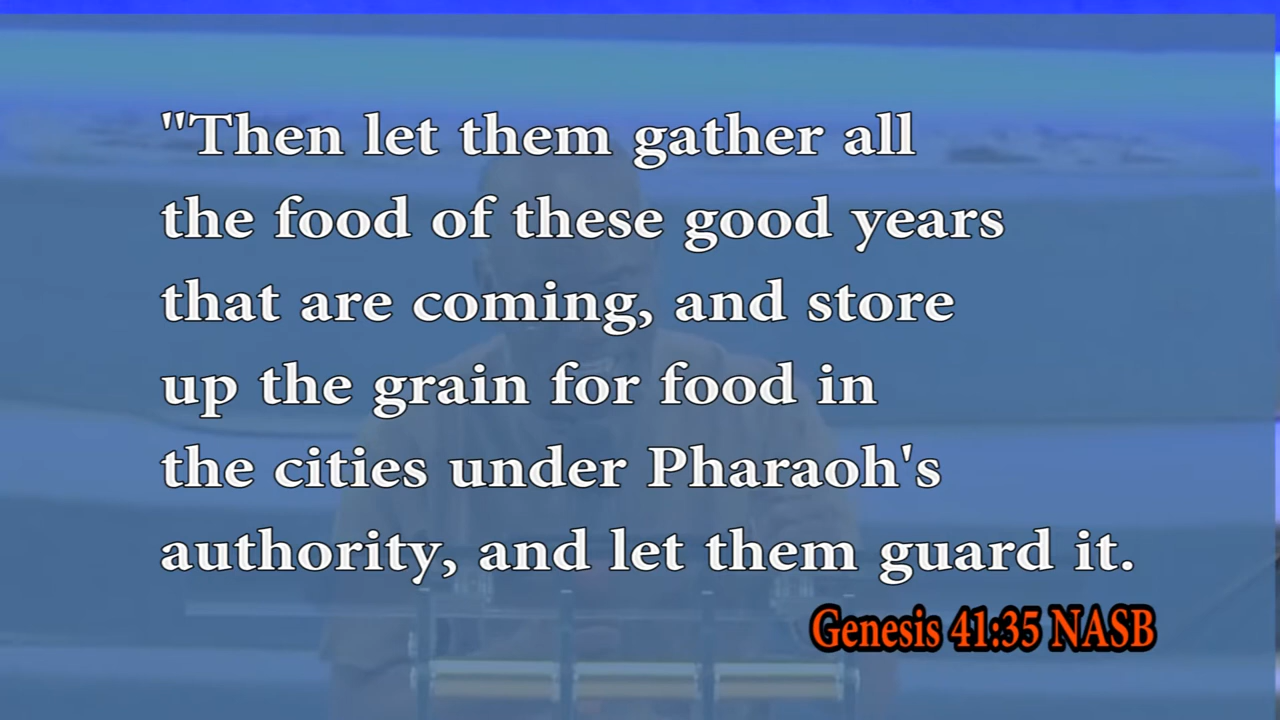 "Then let them gather all
the food of these good years
that are coming, and store
up the grain for food in
the cities under Pharaoh's
authority, and let them guard it.
Genesis 41:35 NASB